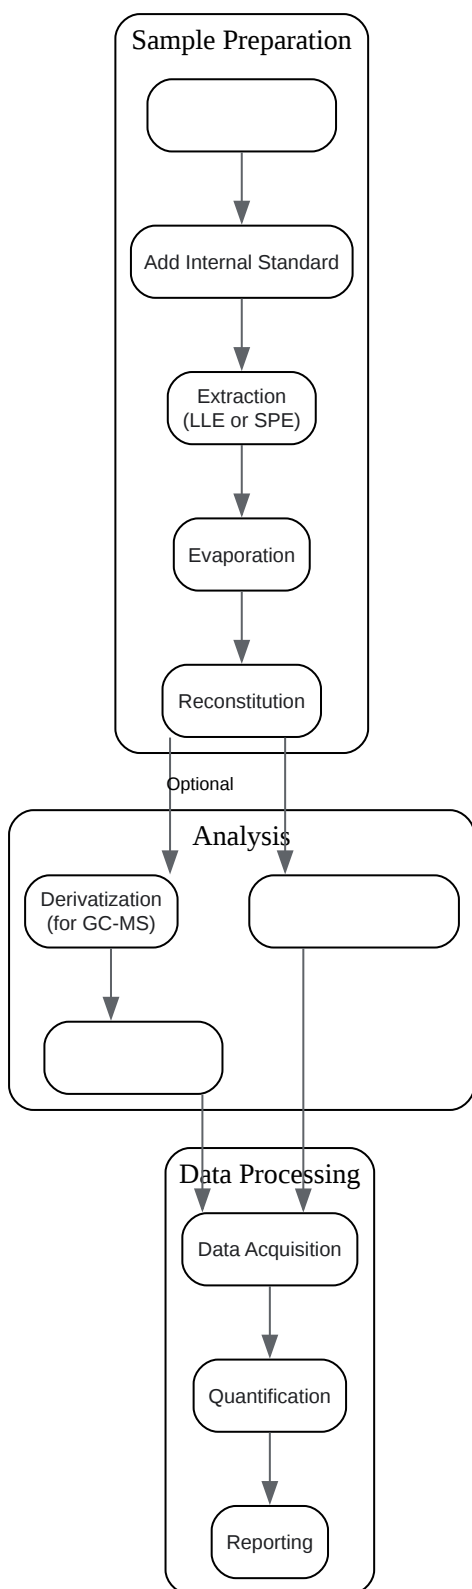 Sample Preparation
Add Internal Standard
Extraction
(LLE or SPE)
Evaporation
Reconstitution
Optional
Analysis
Derivatization
(for GC-MS)
Data Processing
Data Acquisition
Quantification
Reporting